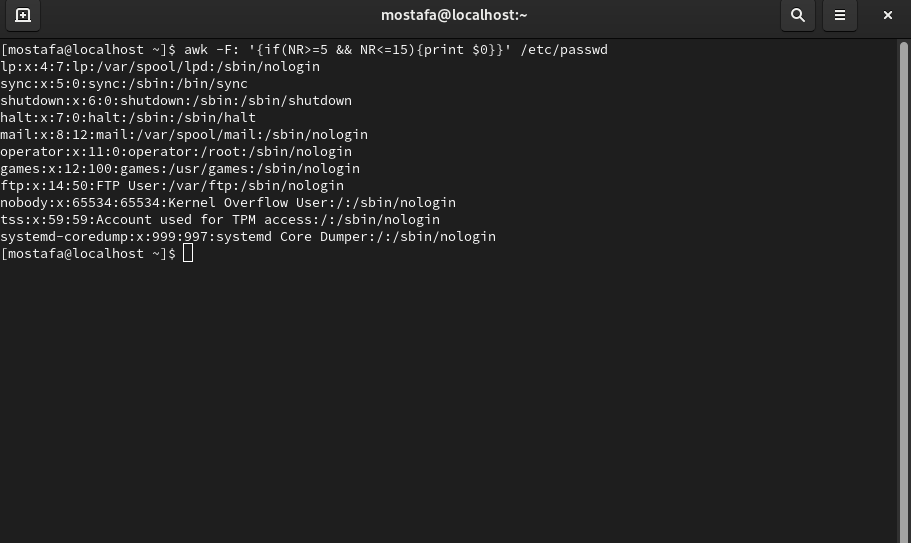 mostafa@localhost:~
[mostafa@localhost ~]$ awk -F: '{if(NR>=5 && NR<=15){print $0}}' /etc/passwd
lp:x:4:7:lp:/var/spool/lpd:/sbin/nologin
sync:x:5:0:sync:/sbin:/bin/sync
shutdown:x:6:0:shutdown:/sbin:/sbin/shutdown
halt:x:7:0:halt:/sbin:/sbin/halt
mail:x:8:12:mail:/var/spool/mail:/sbin/nologin
operator:x:11:0:operator:/root:/sbin/nologin
games:x:12:100:games:/usr/games:/sbin/nologin
ftp:x:14:50:FTP User:/var/ftp:/sbin/nologin
nobody:x:65534:65534:Kernel Overflow User:/:/sbin/nologin
tss:x:59:59:Account used for TPM access:/:/sbin/nologin
systemd-coredump:x:999:997:systemd Core Dumper:/:/sbin/nologin
[mostafa@localhost ~]$